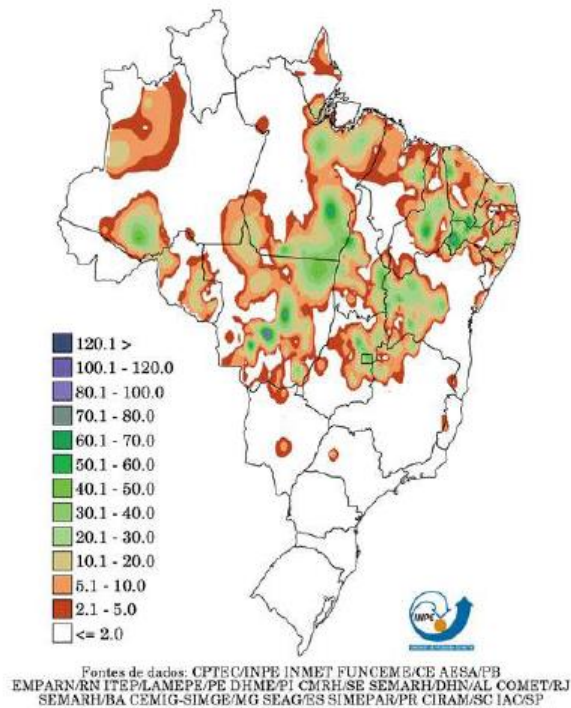 120.1 >
100.1 - 120.0
80.1 - 100.0
70.1 - 80.0
60.1 - 70.0
50.1 - 60.0
40.1 - 50.0
30.1 - 40.0
20.1 - 30.0
10.1 - 20.0
5.1 - 10.0
2.1 - 5.0
<= 2.0
INPE
Fontes de dados: CPTEC/INPE INMET FUNCEME/CE AESA/PB
EMPARN/RN ITEP/LAMEPE/PE DHME/PI CMRH/SE SEMARH/DHN/AL COMET/RJ
SEMARH/BA CEMIG-SIMGE/MG SEAG/ES SIMEPAR/PR CIRAM/SC IAC/SP